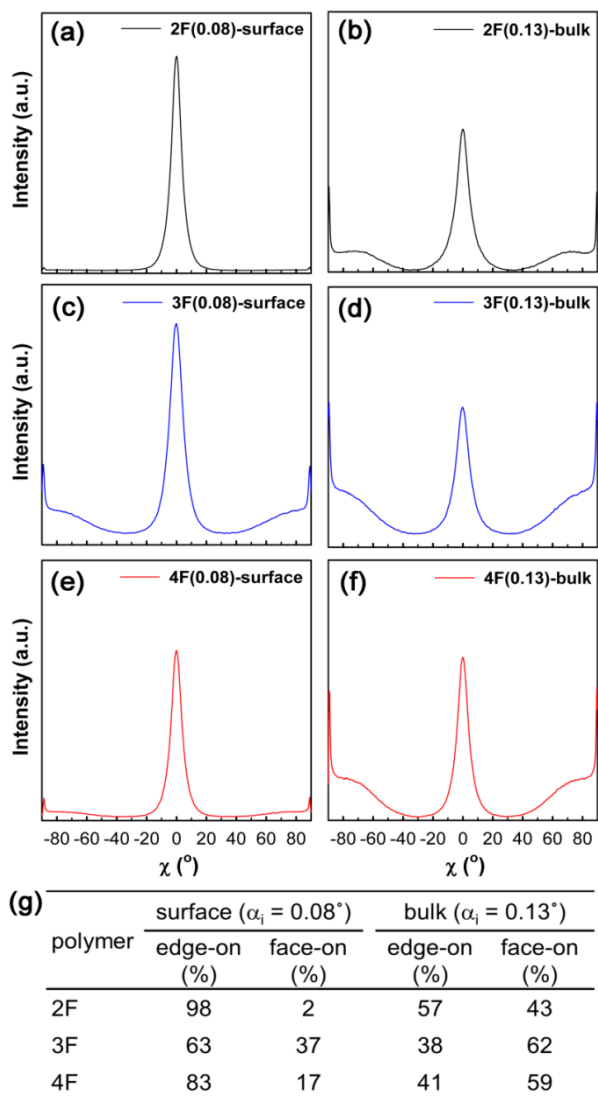 (a) 2F(0.08)-surface
(b) 2F(0.13)-bulk
Intensity (a.u.)
(c) 3F(0.08)-surface
(d) 3F(0.13)-bulk
Intensity (a.u.)
(e) 4F(0.08)-surface
(f) 4F(0.13)-bulk
Intensity (a.u.)
-80 -60 -40 -20 0 20 40 60 80
-80 -60 -40 -20 0 20 40 60 80
χ (°)
χ (°)
(g)
surface (αi = 0.08°) bulk (αi = 0.13°)
polymer edge-on (%) face-on (%) edge-on (%) face-on (%)
2F 98 2 57 43
3F 63 37 38 62
4F 83 17 41 59